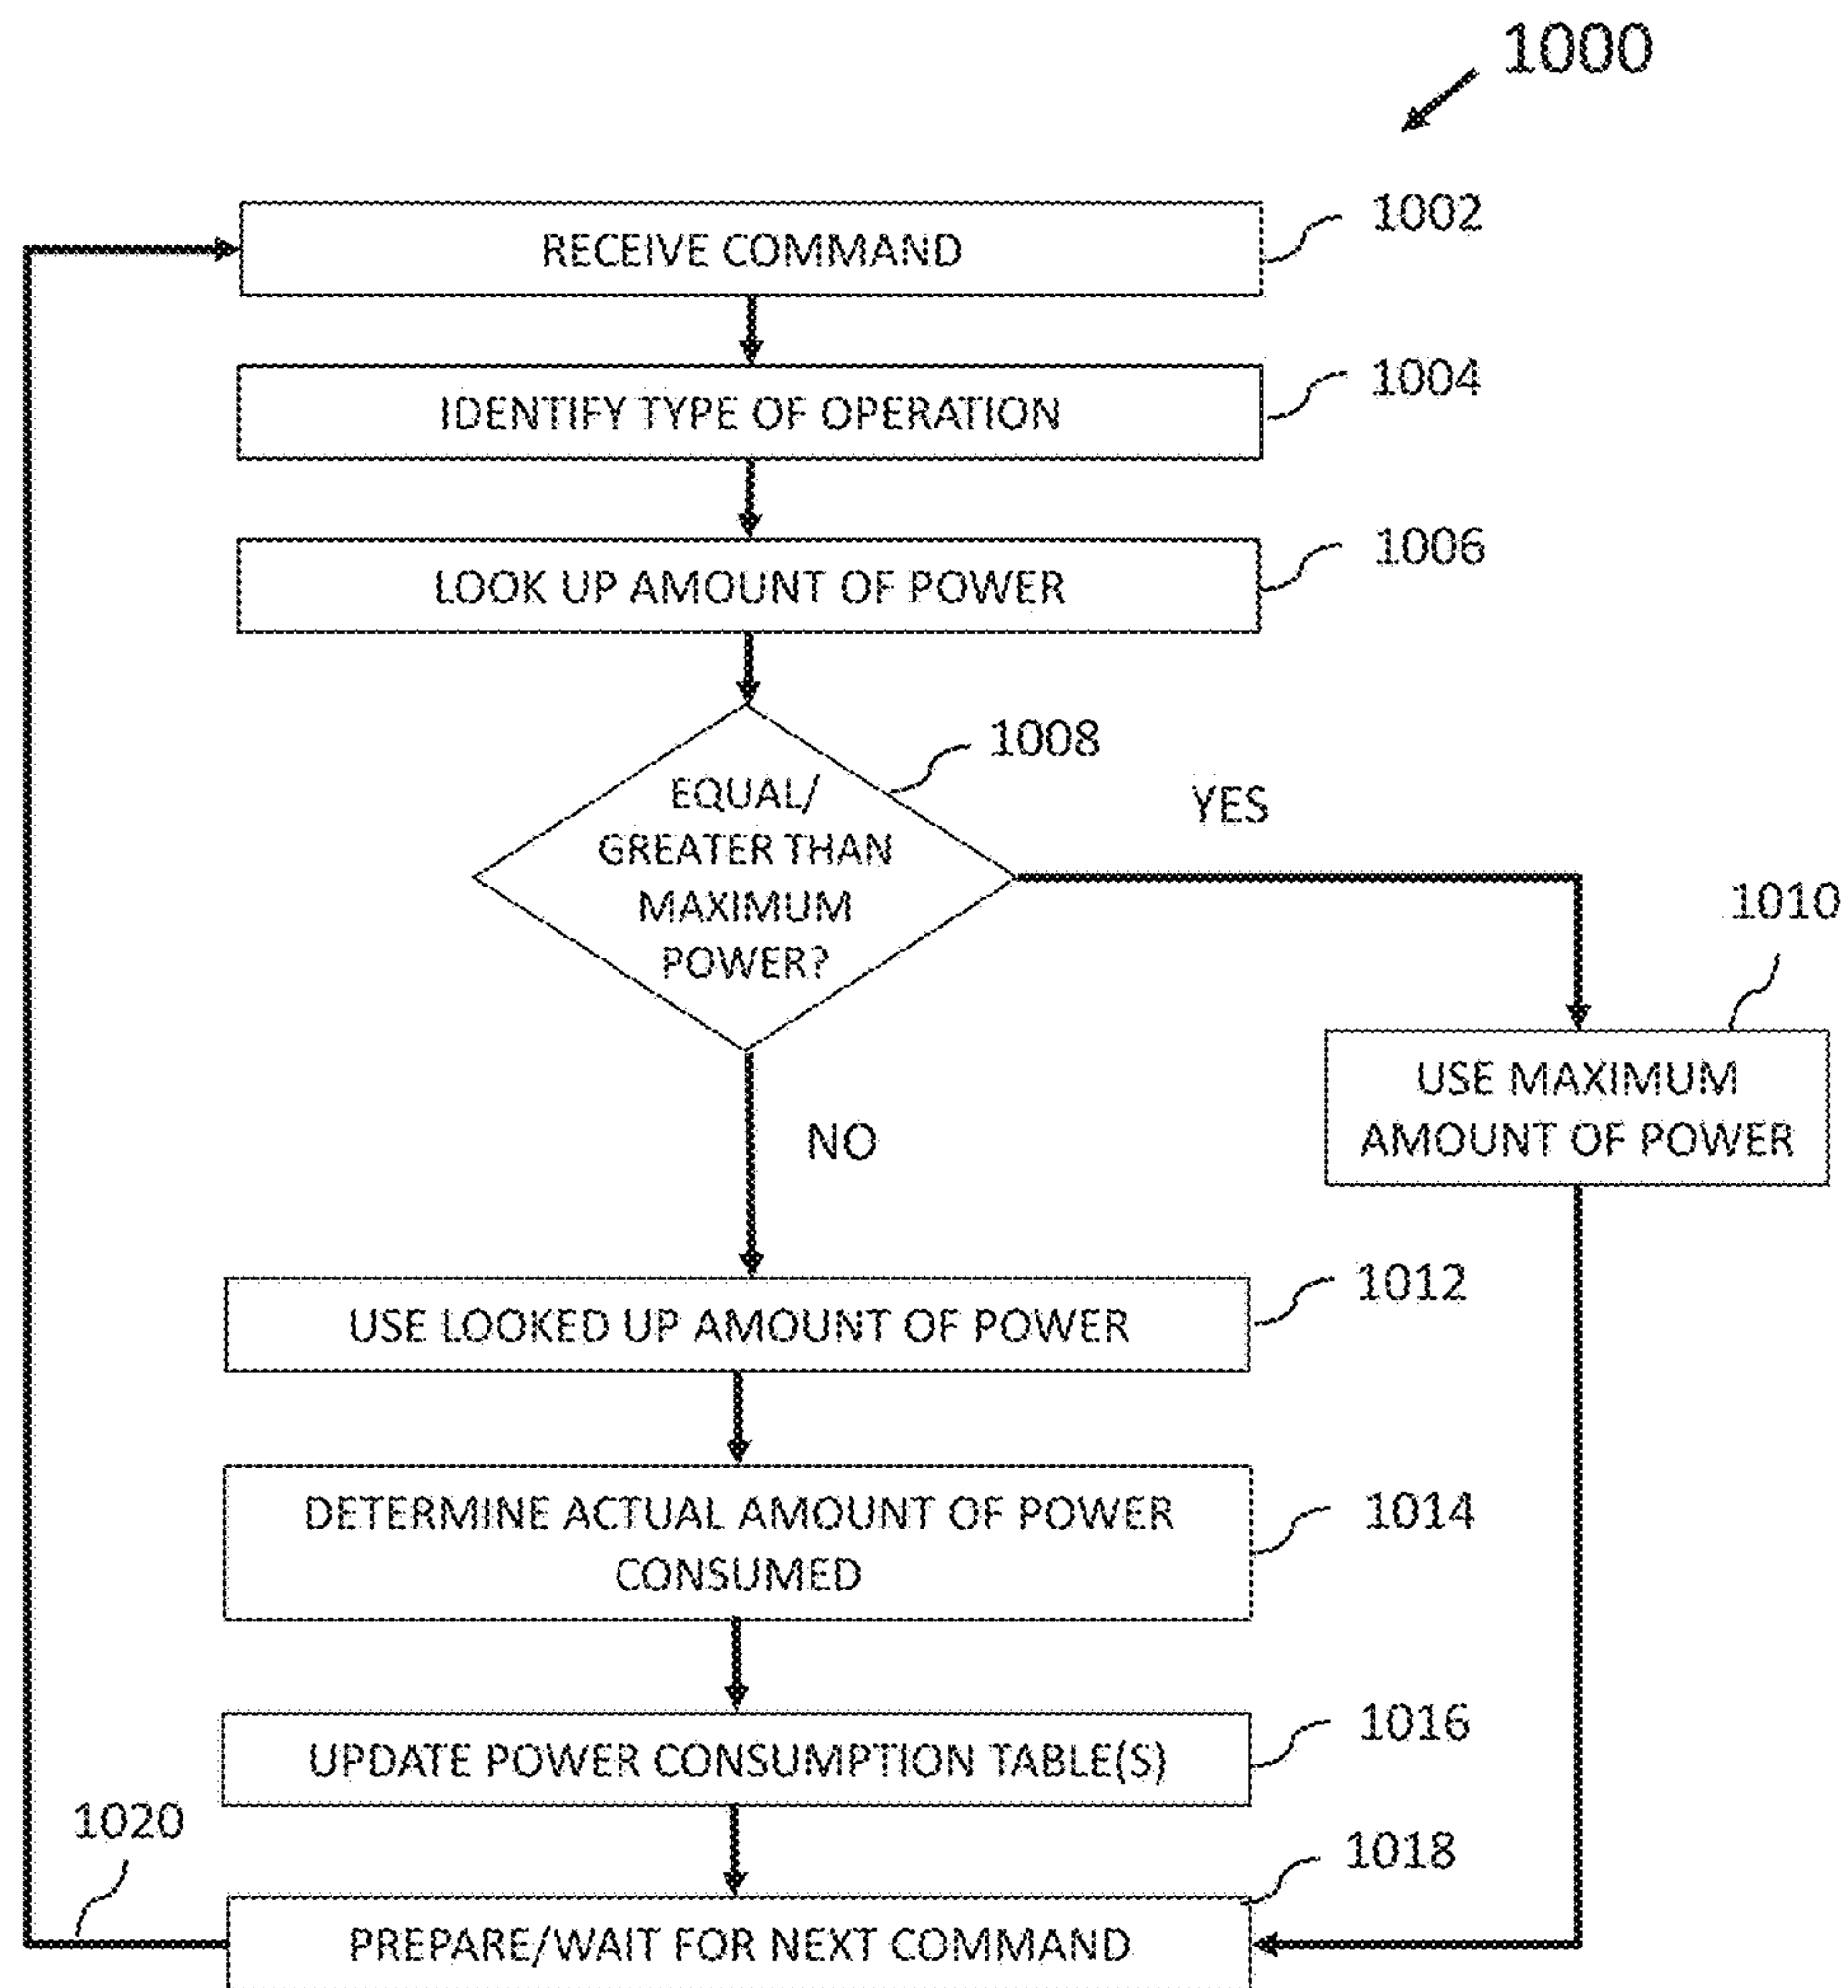 1000
RECEIVE COMMAND
1002
IDENTIFY TYPE OF OPERATION
1004
LOOK UP AMOUNT OF POWER
1006
1008
EQUAL/
GREATER THAN
MAXIMUM
POWER?
YES
1010
USE MAXIMUM
AMOUNT OF POWER
NO
USE LOOKED UP AMOUNT OF POWER
1012
DETERMINE ACTUAL AMOUNT OF POWER
CONSUMED
1014
UPDATE POWER CONSUMPTION TABLE(S)
1016
1020
1018
PREPARE/WAIT FOR NEXT COMMAND